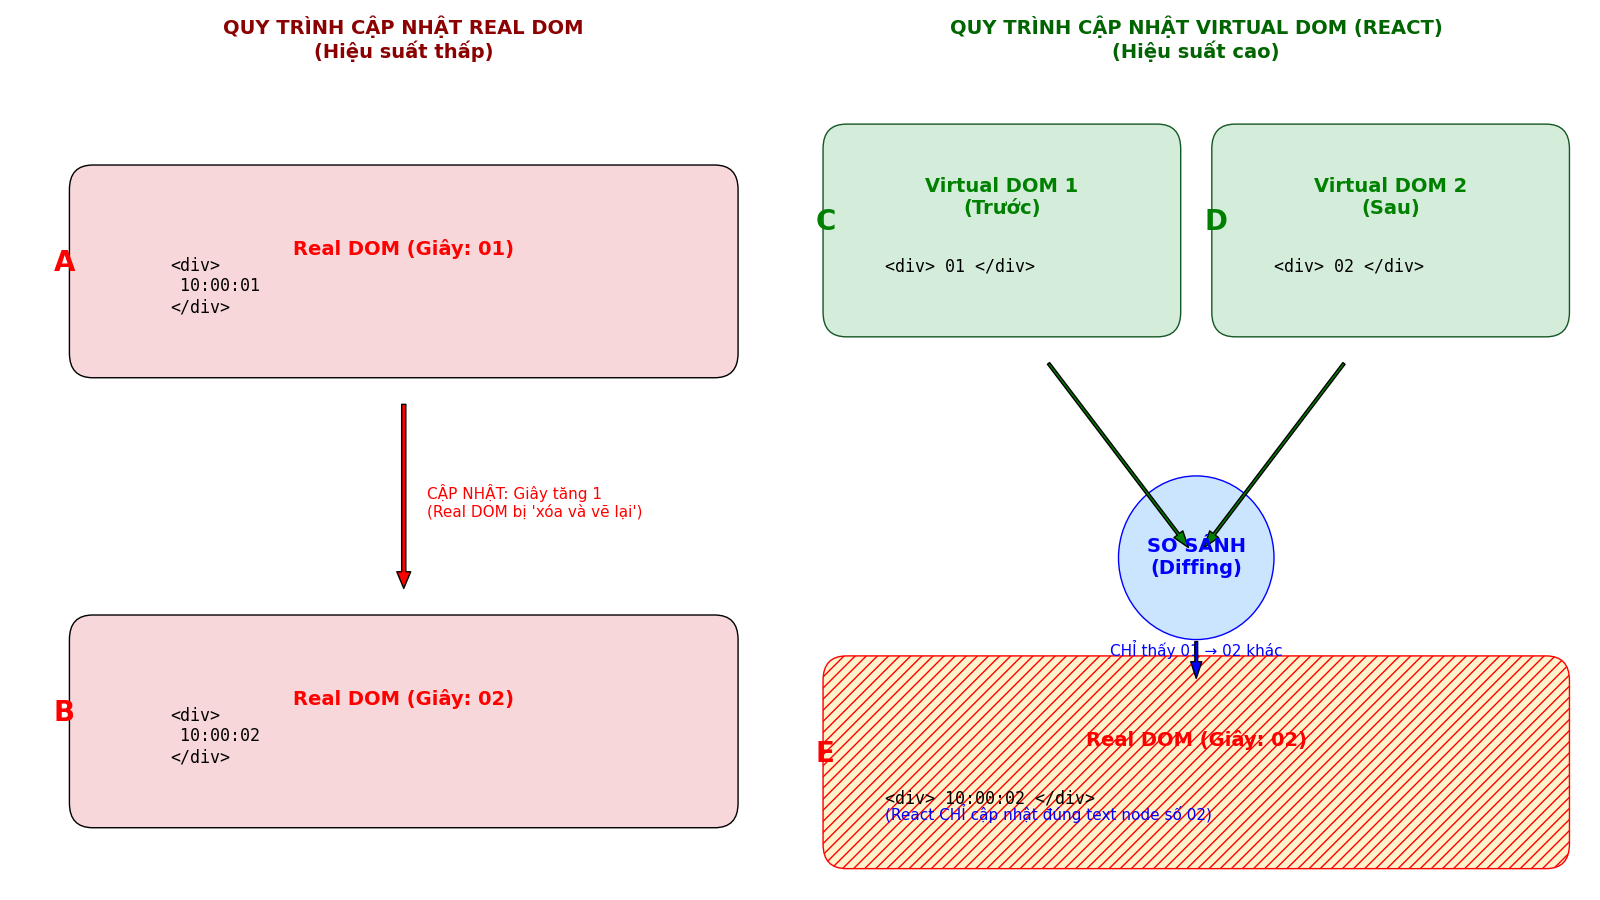 QUY TRÌNH CẬP NHẬT REAL DOM
(Hiệu suất thấp)
A
Real DOM (Giây: 01)
<div>
10:00:01
</div>
CẬP NHẬT: Giây tăng 1
(Real DOM bị 'xóa và vẽ lại')
B
Real DOM (Giây: 02)
<div>
10:00:02
</div>
QUY TRÌNH CẬP NHẬT VIRTUAL DOM (REACT)
(Hiệu suất cao)
C
Virtual DOM 1
(Trước)
<div> 01 </div>
D
Virtual DOM 2
(Sau)
<div> 02 </div>
SO SÁNH
(Diffing)
CHỈ thấy 01 → 02 khác
E
Real DOM (Giây: 02)
<div> 10:00:02 </div>
(React CHỈ cập nhật đúng text node số 02)